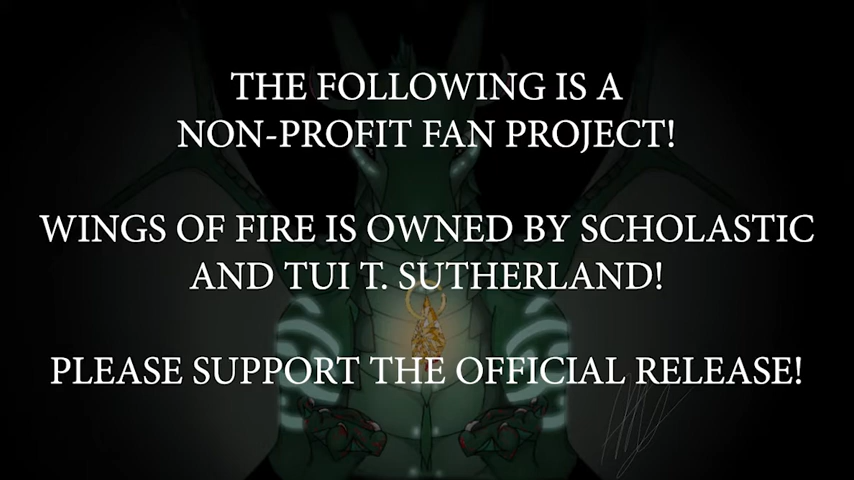 THE FOLLOWING IS A
NON-PROFIT FAN PROJECT!
WINGS OF FIRE IS OWNED BY SCHOLASTIC
AND TUI T. SUTHERLAND!
PLEASE SUPPORT THE OFFICIAL RELEASE!